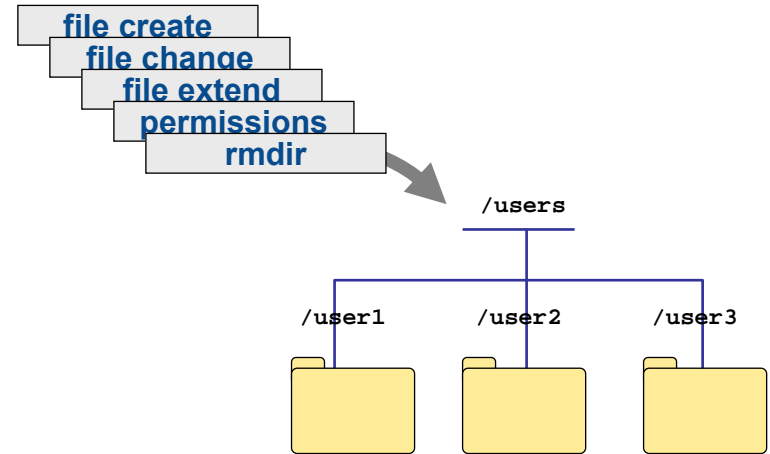 file create
file change
file extend
permissions
rmdir
/users
/user1 /user2 /user3